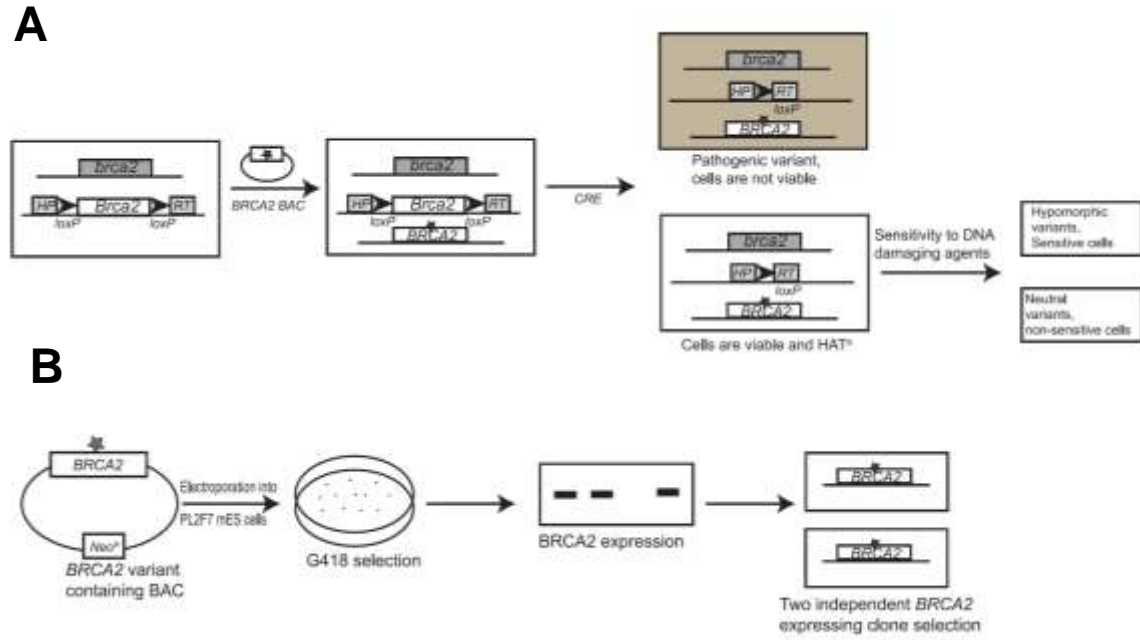 A
brca2
HP Brca2 RT
loxP loxP
BRCA2 BAC
brca2
HP Brca2 RT
loxP loxP
BRCA2
CRE
brca2
HP RT
loxP
BRCA2
Pathogenic variant,
cells are not viable
brca2
HP RT
loxP
BRCA2
Cells are viable and HATᴿ
Sensitivity to DNA
damaging agents
Hypomorphic
variants,
Sensitive cells
Neutral
variants,
non-sensitive cells
B
BRCA2
Neoᴿ
BRCA2 variant
containing BAC
Electroporation into
PL2F7 mES cells
G418 selection
BRCA2 expression
BRCA2
BRCA2
Two independent BRCA2
expressing clone selection